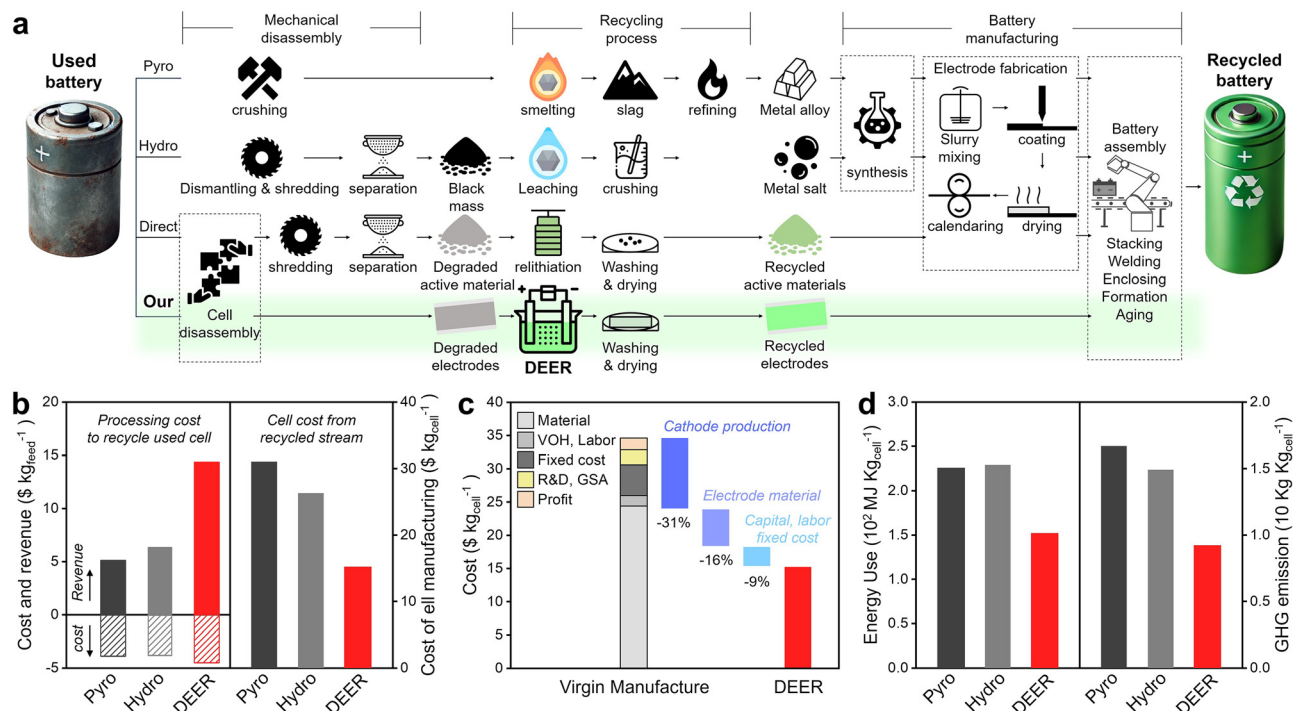 a
Mechanical
disassembly
Recycling
process
Battery
manufacturing
Used
battery
Recycled
battery
Pyro
crushing
smelting
slag
refining
Metal alloy
Electrode fabrication
Hydro
Dismantling & shredding
separation
Black
mass
Leaching
crushing
Metal salt
synthesis
Slurry
mixing
coating
calendaring
drying
Battery
assembly
Stacking
Welding
Enclosing
Formation
Aging
Direct
shredding
separation
Degraded
active material
relithiation
Washing
& drying
Recycled
active materials
Our
Cell
disassembly
Degraded
electrodes
DEER
Washing
& drying
Recycled
electrodes
b
Cost and revenue ($ kgfeed⁻¹)
20
15
10
5
0
-5
Processing cost
to recycle used cell
Revenue
cost
Pyro
Hydro
DEER
Cell cost from
recycled stream
Pyro
Hydro
DEER
40
30
20
10
0
Cost of ell manufacturing ($ kgcell⁻¹)
c
Cost ($ kgcell⁻¹)
40
35
30
25
20
15
10
5
0
Material
VOH, Labor
Fixed cost
R&D, GSA
Profit
Cathode production
-31%
Electrode material
-16%
Capital, labor
fixed cost
-9%
Virgin Manufacture
DEER
d
Energy Use (10² MJ Kgcell⁻¹)
3.0
2.5
2.0
1.5
1.0
0.5
0.0
Pyro
Hydro
DEER
Pyro
Hydro
DEER
2.0
1.5
1.0
0.5
0.0
GHG emission (10 Kg Kgcell⁻¹)